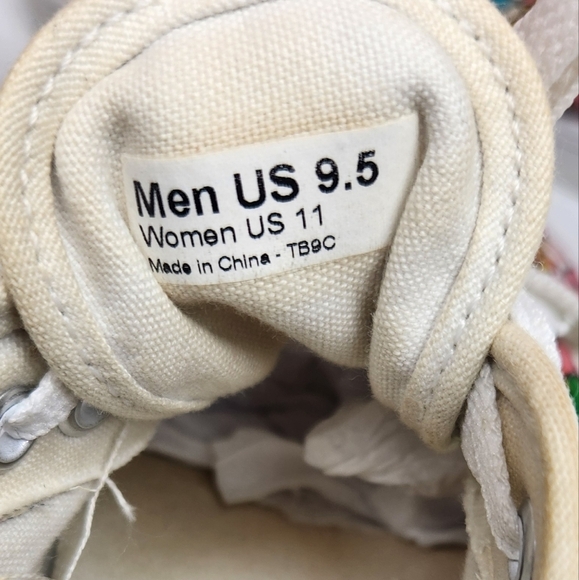 Men US 9.5
Women US 11
Made in China - TB9C